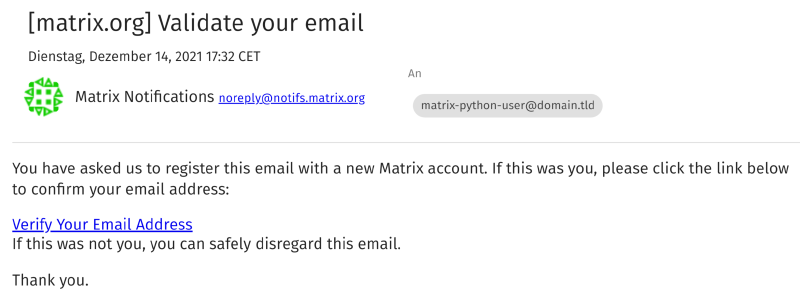 [matrix.org] Validate your email
Dienstag, Dezember 14, 2021 17:32 CET
An
Matrix Notifications noreply@notifs.matrix.org
matrix-python-user@domain.tld
You have asked us to register this email with a new Matrix account. If this was you, please click the link below
to confirm your email address:
Verify Your Email Address
If this was not you, you can safely disregard this email.
Thank you.